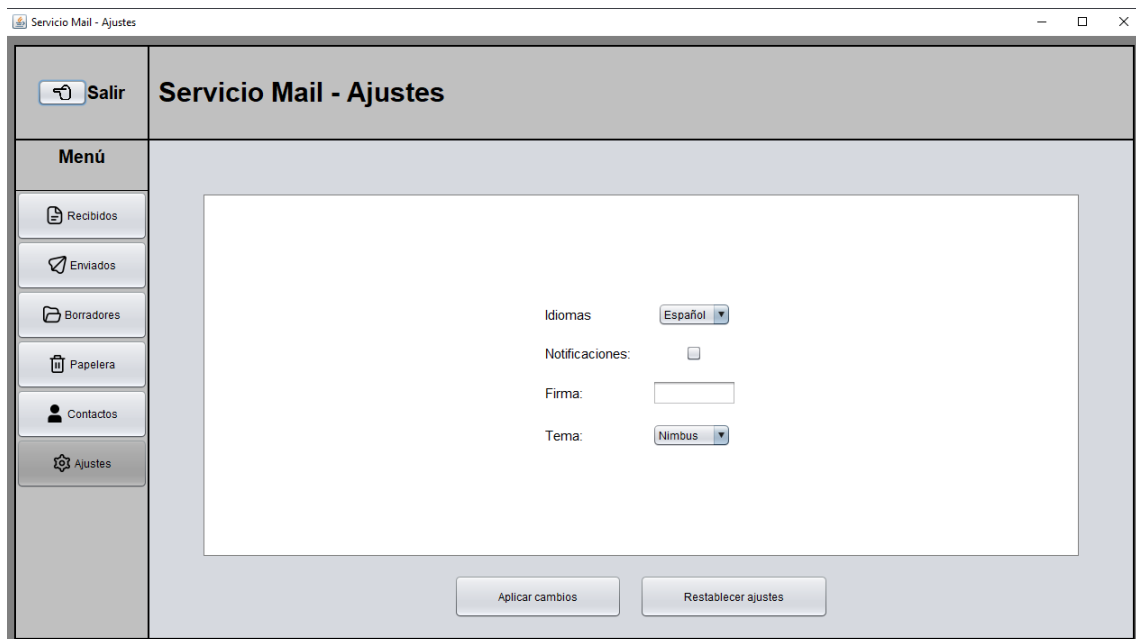 Servicio Mail - Ajustes
Salir
Servicio Mail - Ajustes
Menú
Recibidos
Enviados
Borradores
Papelera
Contactos
Ajustes
Idiomas Español
Notificaciones:
Firma:
Tema: Nimbus
Aplicar cambios Restablecer ajustes